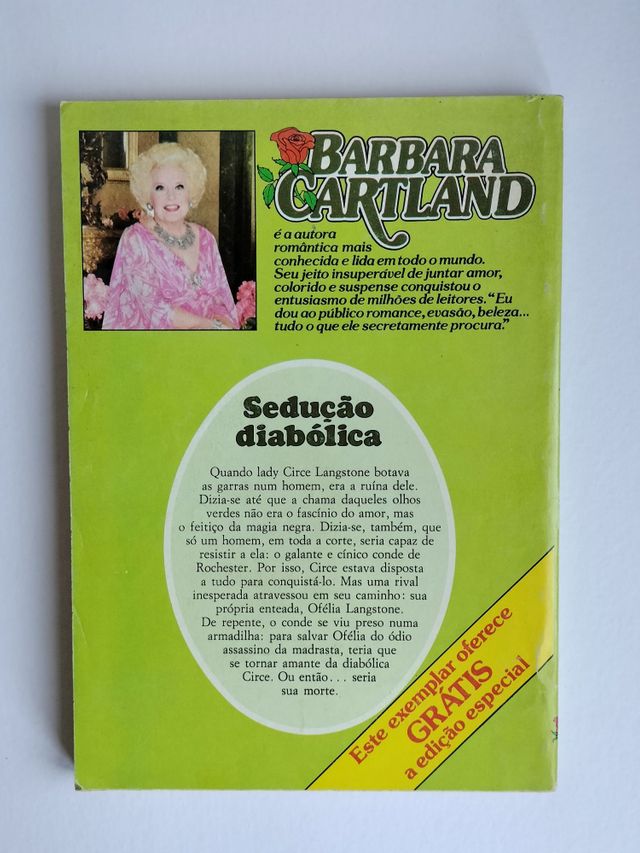 BARBARA
CARTLAND
é a autora
romântica mais
conhecida e lida em todo o mundo.
Seu jeito insuperável de juntar amor,
colorido e suspense conquistou o
entusiasmo de milhões de leitores. “Eu
dou ao público romance, evasão, beleza...
tudo o que ele secretamente procura.”
Sedução
diabólica
Quando lady Circe Langstone botava
as garras num homem, era a ruína dele.
Dizia-se até que a chama daqueles olhos
verdes não era o fascínio do amor, mas
o feitiço da magia negra. Dizia-se, também, que
só um homem, em toda a corte, seria capaz de
resistir a ela: o galante e cínico conde de
Rochester. Por isso, Circe estava disposta
a tudo para conquistá-lo. Mas uma rival
inesperada atravessou em seu caminho: sua
própria enteada, Ofélia Langstone.
De repente, o conde se viu preso numa
armadilha: para salvar Ofélia do ódio
assassino da madrasta, teria que
se tornar amante da diabólica
Circe. Ou então... seria
sua morte.
Este exemplar oferece
GRÁTIS
a edição especial